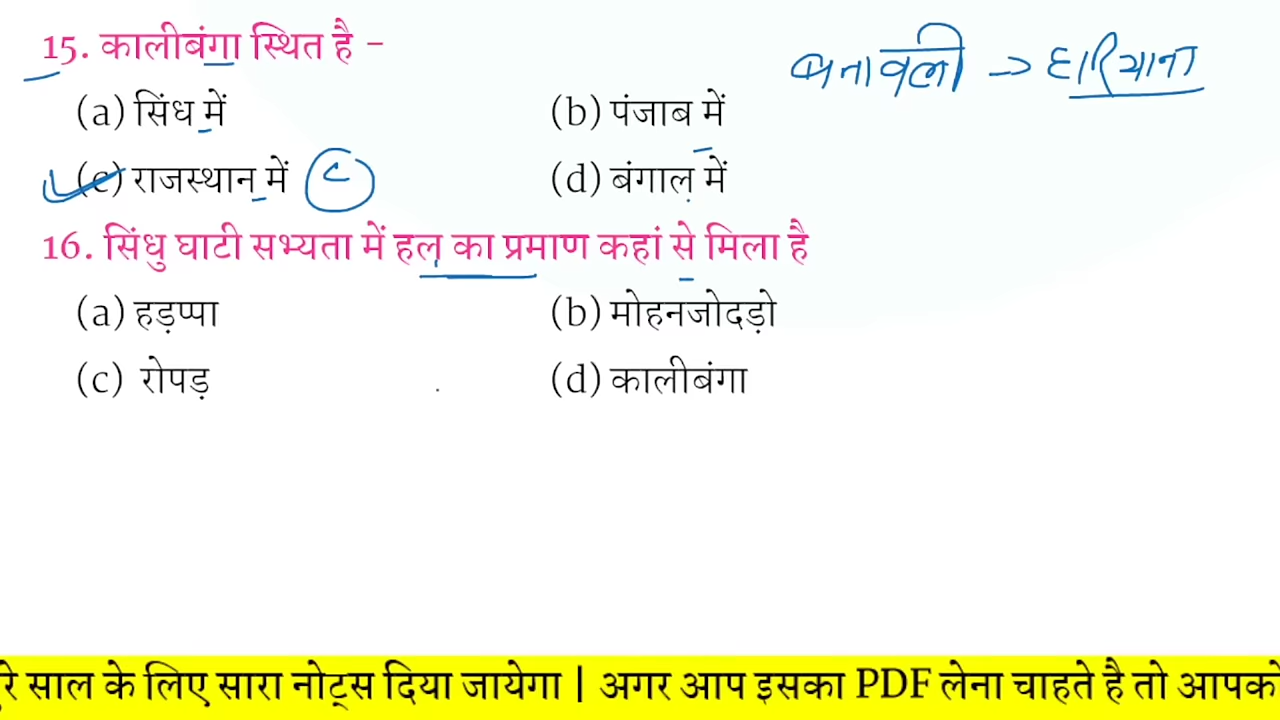 15. कालीबंगा स्थित है -
बनावली -> हरियाना
(a) सिंध में (b) पंजाब में
(c) राजस्थान में C (d) बंगाल में
16. सिंधु घाटी सभ्यता में हल का प्रमाण कहां से मिला है
(a) हड़प्पा (b) मोहनजोदड़ो
(c) रोपड़ (d) कालीबंगा
रे साल के लिए सारा नोट्स दिया जायेगा | अगर आप इसका PDF लेना चाहते है तो आपको